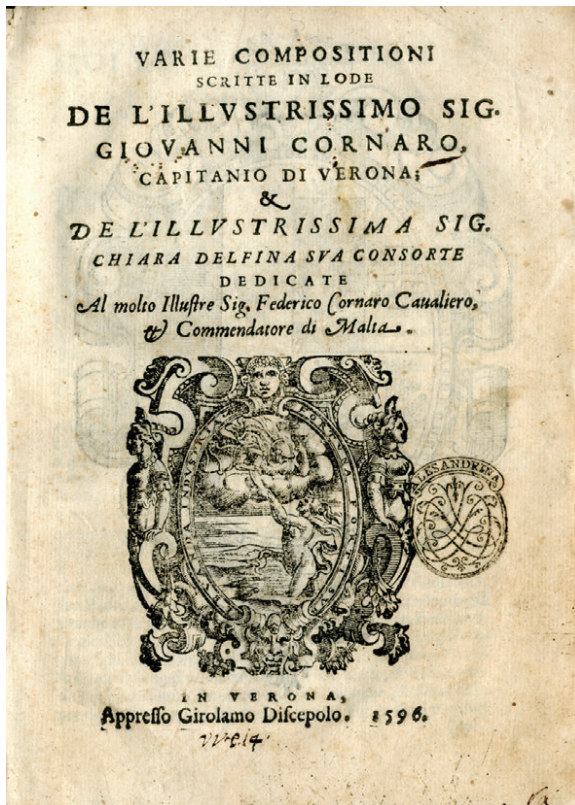 VARIE COMPOSITIONI
SCRITTE IN LODE
DE L'ILLVSTRISSIMO SIG.
GIOVANNI CORNARO,
CAPITANIO DI VERONA;
&
DE L'ILLVSTRISSIMA SIG.
CHIARA DELFINA SVA CONSORTE
DEDICATE
Al molto Illuſtre Sig. Federico Cornaro Caualiero,
& Commendatore di Malta.
ALESANDRINA
IN VERONA,
Appreſſo Girolamo Diſcepolo. 1596.